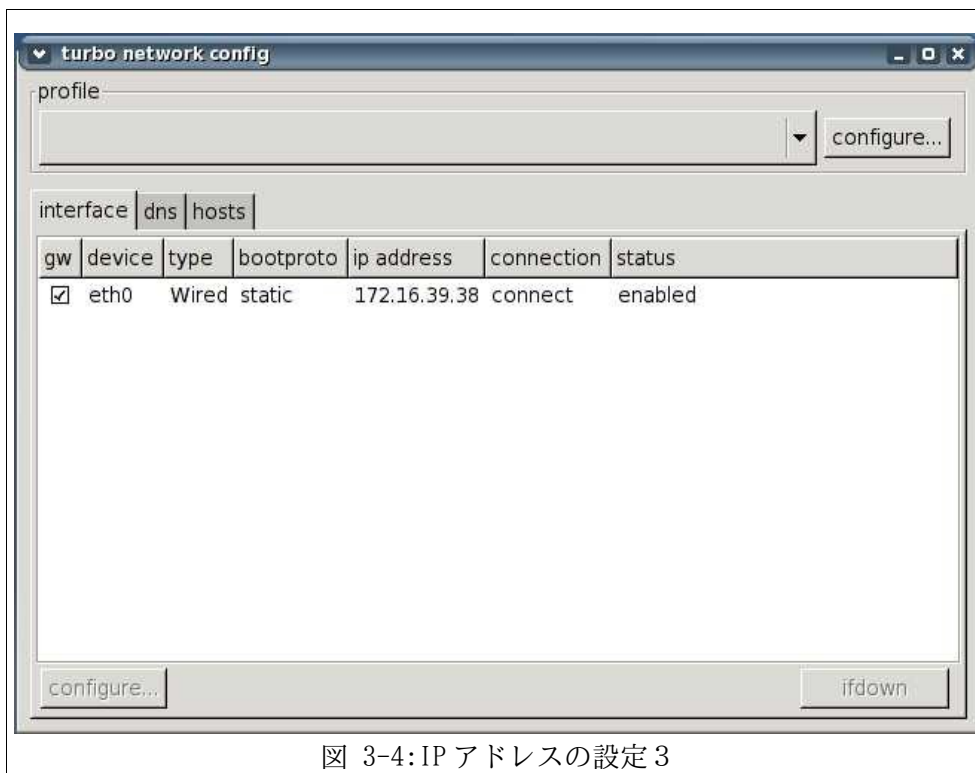 turbo network config
profile
configure...
interface dns hosts
gw device type bootproto ip address connection status
eth0 Wired static 172.16.39.38 connect enabled
configure... ifdown
図 3-4:IP アドレスの設定３